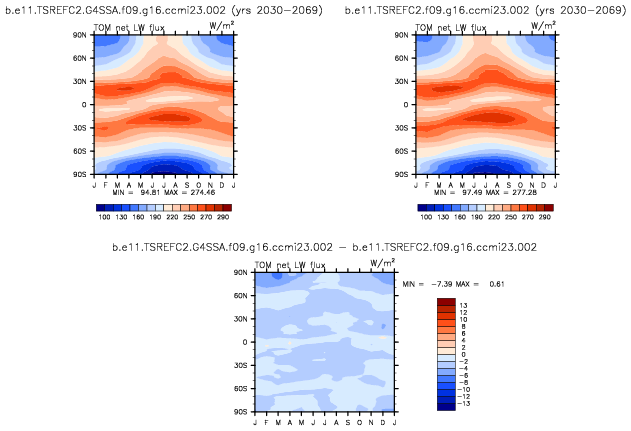 b.e11.TSREFC2.G4SSA.f09.g16.ccmi23.002 (yrs 2030-2069)
TOM net LW flux W/m²
90N
60N
30N
0
30S
60S
90S
J F M A M J J A S O N D J
MIN = 94.81 MAX = 274.46
100 130 160 190 220 250 260 290
b.e11.TSREFC2.f09.g16.ccmi23.002 (yrs 2030-2069)
TOM net LW flux W/m²
90N
60N
30N
0
30S
60S
90S
J F M A M J J A S O N D J
MIN = 97.49 MAX = 277.28
100 130 160 190 220 250 260 290
b.e11.TSREFC2.G4SSA.f09.g16.ccmi23.002 - b.e11.TSREFC2.f09.g16.ccmi23.002
TOM net LW flux W/m²
90N
60N
30N
0
30S
60S
90S
J F M A M J J A S O N D J
MIN = -7.39 MAX = 0.61
13
12
10
8
6
4
2
0
-2
-4
-6
-8
-10
-12
-13